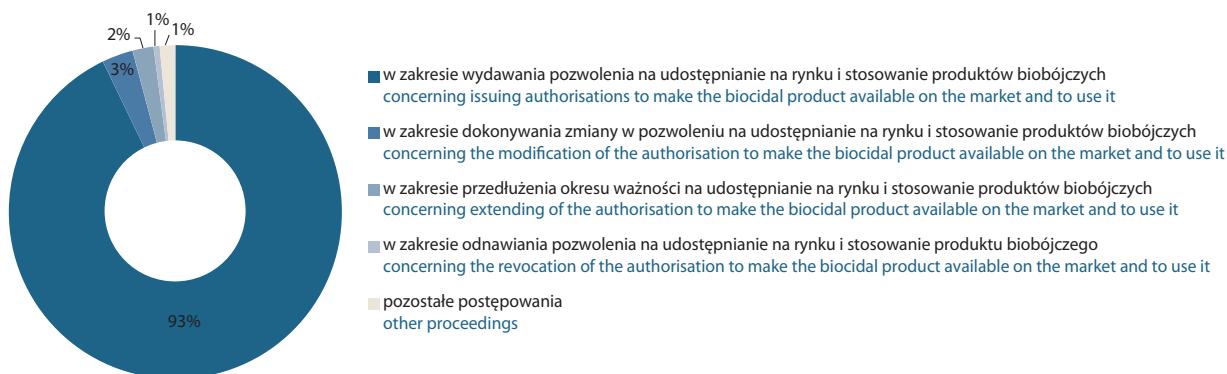 1%
1%
2%
3%
93%
w zakresie wydawania pozwolenia na udostępnianie na rynku i stosowanie produktów biobójczych
concerning issuing authorisations to make the biocidal product available on the market and to use it
w zakresie dokonywania zmiany w pozwoleniu na udostępnianie na rynku i stosowanie produktów biobójczych
concerning the modification of the authorisation to make the biocidal product available on the market and to use it
w zakresie przedłużenia okresu ważności na udostępnianie na rynku i stosowanie produktów biobójczych
concerning extending of the authorisation to make the biocidal product available on the market and to use it
w zakresie odnawiania pozwolenia na udostępnianie na rynku i stosowanie produktu biobójczego
concerning the revocation of the authorisation to make the biocidal product available on the market and to use it
pozostałe postępowania
other proceedings